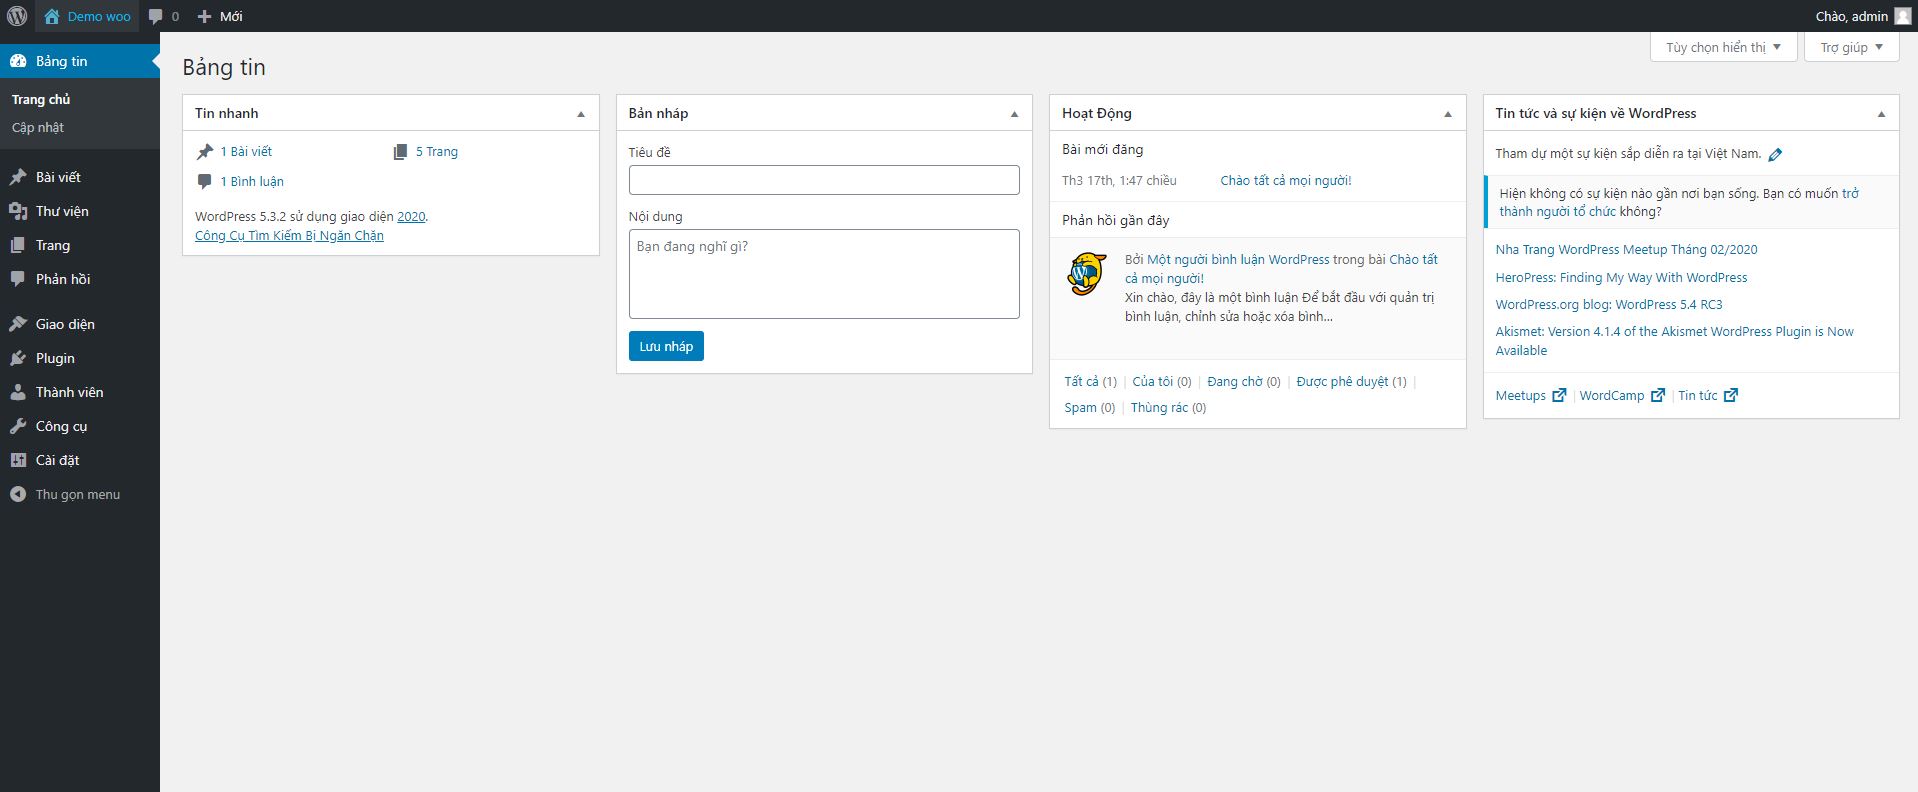 Demo woo 0 Mới Chào, admin
Tùy chọn hiển thị Trợ giúp
Bảng tin
Trang chủ
Cập nhật
Bài viết
Thư viện
Trang
Phản hồi
Giao diện
Plugin
Thành viên
Công cụ
Cài đặt
Thu gọn menu
Bảng tin
Tin nhanh
1 Bài viết 5 Trang
1 Bình luận
WordPress 5.3.2 sử dụng giao diện 2020.
Công Cụ Tìm Kiếm Bị Ngăn Chặn
Bản nháp
Tiêu đề
Nội dung
Bạn đang nghĩ gì?
Lưu nháp
Hoạt Động
Bài mới đăng
Th3 17th, 1:47 chiều Chào tất cả mọi người!
Phản hồi gần đây
Bởi Một người bình luận WordPress trong bài Chào tất
cả mọi người!
Xin chào, đây là một bình luận Để bắt đầu với quản trị
bình luận, chỉnh sửa hoặc xóa bình...
Tất cả (1) | Của tôi (0) | Đang chờ (0) | Được phê duyệt (1) |
Spam (0) | Thùng rác (0)
Tin tức và sự kiện về WordPress
Tham dự một sự kiện sắp diễn ra tại Việt Nam.
Hiện không có sự kiện nào gần nơi bạn sống. Bạn có muốn trở
thành người tổ chức không?
Nha Trang WordPress Meetup Tháng 02/2020
HeroPress: Finding My Way With WordPress
WordPress.org blog: WordPress 5.4 RC3
Akismet: Version 4.1.4 of the Akismet WordPress Plugin is Now
Available
Meetups | WordCamp | Tin tức